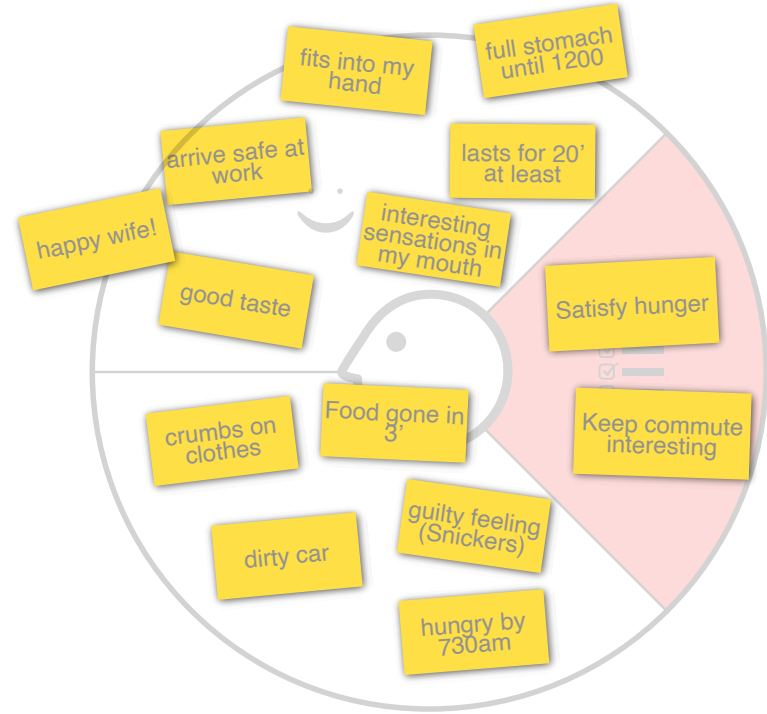 fits into my
hand
full stomach
until 1200
arrive safe at
work
lasts for 20’
at least
happy wife!
interesting
sensations in
my mouth
good taste
Satisfy hunger
Food gone in
3’
crumbs on
clothes
Keep commute
interesting
guilty feeling
(Snickers)
dirty car
hungry by
730am